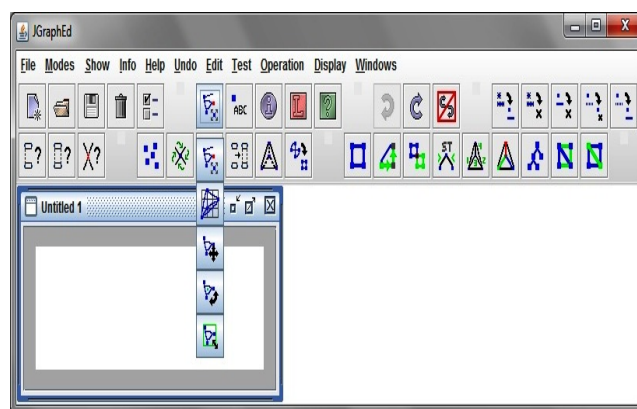 JGraphEd
File Modes Show Info Help Undo Edit Test Operation Display Windows
ABC i L ?
? ? X? ST
Untitled 1